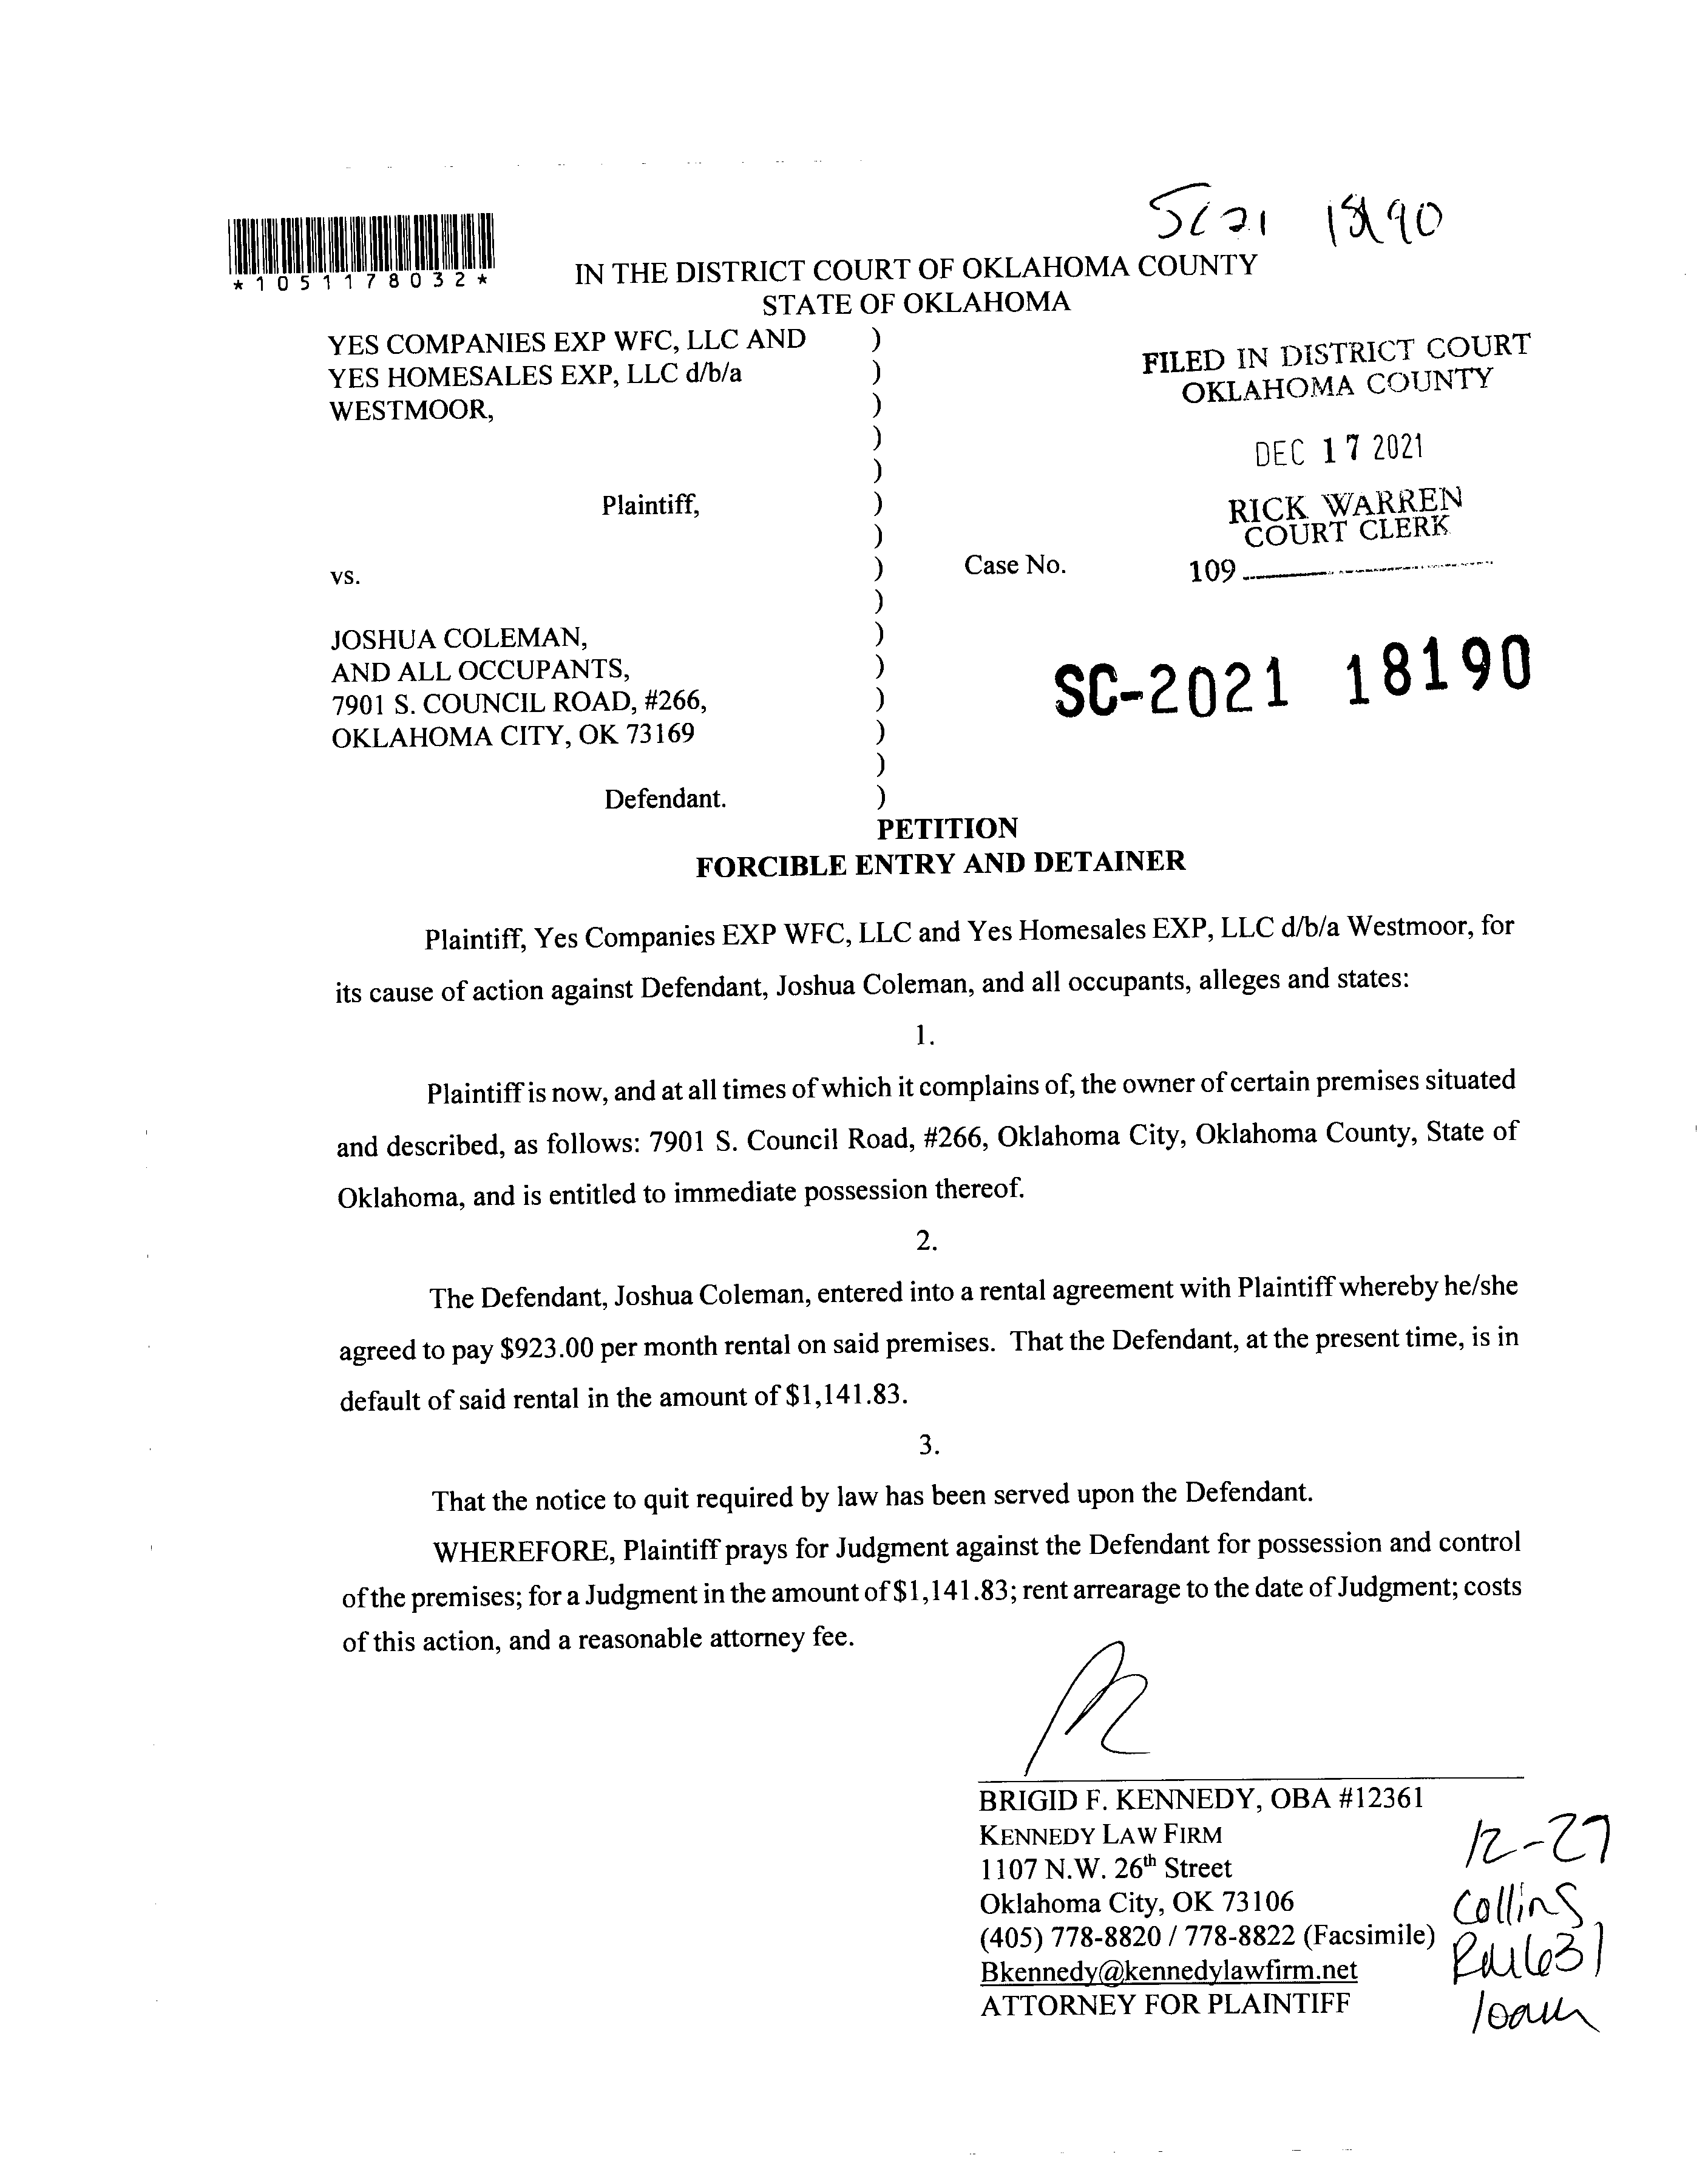 SC21 18190
*1051178032*
IN THE DISTRICT COURT OF OKLAHOMA COUNTY
STATE OF OKLAHOMA
YES COMPANIES EXP WFC, LLC AND )
YES HOMESALES EXP, LLC d/b/a )
WESTMOOR, )
)
)
Plaintiff, )
)
vs. ) Case No.
)
JOSHUA COLEMAN, )
AND ALL OCCUPANTS, )
7901 S. COUNCIL ROAD, #266, )
OKLAHOMA CITY, OK 73169 )
)
Defendant. )
FILED IN DISTRICT COURT
OKLAHOMA COUNTY
DEC 17 2021
RICK WARREN
COURT CLERK
109
SC-2021 18190
PETITION
FORCIBLE ENTRY AND DETAINER
Plaintiff, Yes Companies EXP WFC, LLC and Yes Homesales EXP, LLC d/b/a Westmoor, for
its cause of action against Defendant, Joshua Coleman, and all occupants, alleges and states:
1.
Plaintiff is now, and at all times of which it complains of, the owner of certain premises situated
and described, as follows: 7901 S. Council Road, #266, Oklahoma City, Oklahoma County, State of
Oklahoma, and is entitled to immediate possession thereof.
2.
The Defendant, Joshua Coleman, entered into a rental agreement with Plaintiff whereby he/she
agreed to pay $923.00 per month rental on said premises. That the Defendant, at the present time, is in
default of said rental in the amount of $1,141.83.
3.
That the notice to quit required by law has been served upon the Defendant.
WHEREFORE, Plaintiff prays for Judgment against the Defendant for possession and control
of the premises; for a Judgment in the amount of $1,141.83; rent arrearage to the date of Judgment; costs
of this action, and a reasonable attorney fee.
BRIGID F. KENNEDY, OBA #12361
KENNEDY LAW FIRM
1107 N.W. 26th Street
Oklahoma City, OK 73106
(405) 778-8820 / 778-8822 (Facsimile)
Bkennedy@kennedylawfirm.net
ATTORNEY FOR PLAINTIFF
12-27
Collins
Rm 631
10am